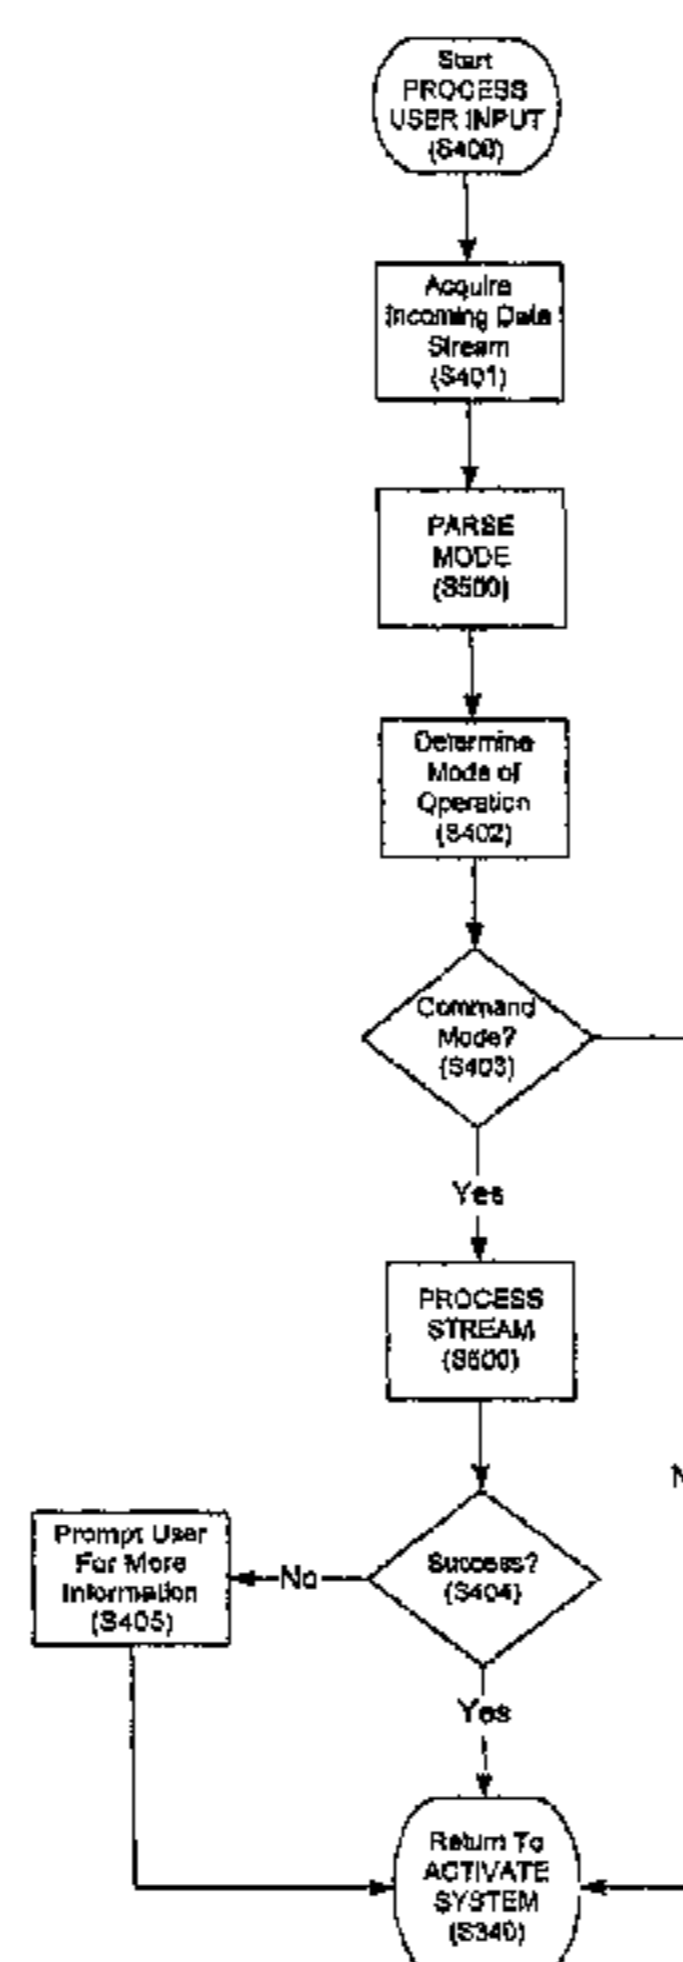 Start
PROCESS
USER INPUT
(S400)
Acquire
Incoming Data
Stream
(S401)
PARSE
MODE
(S500)
Determine
Mode of
Operation
(S402)
Command
Mode?
(S403)
Yes
PROCESS
STREAM
(S600)
Success?
(S404)
No
Prompt User
For More
Information
(S405)
Yes
Return To
ACTIVATE
SYSTEM
(S340)